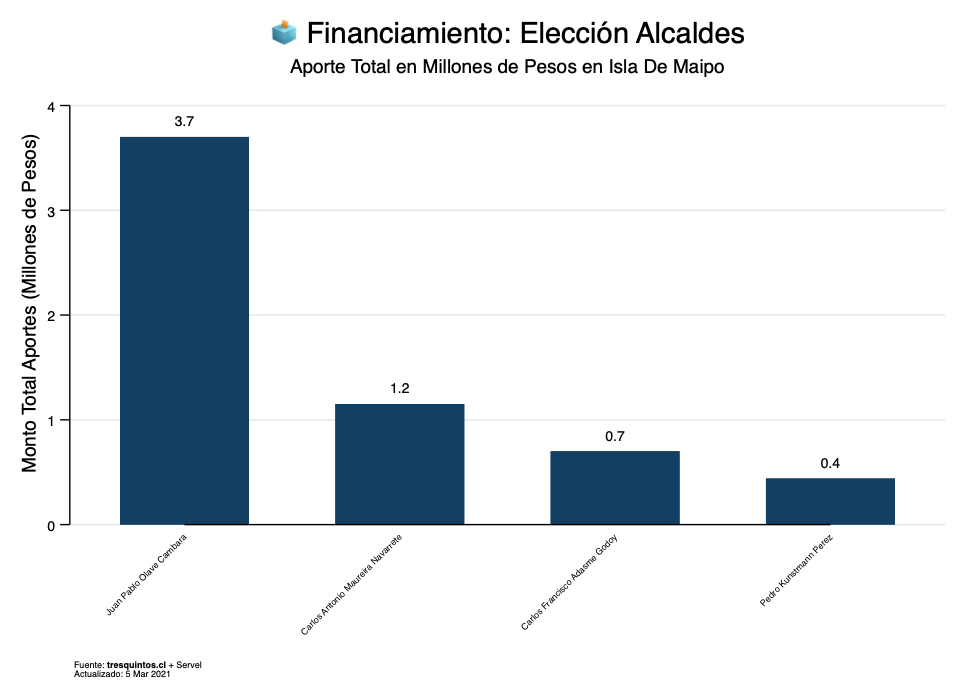 Financiamiento: Elección Alcaldes
Aporte Total en Millones de Pesos en Isla De Maipo
Monto Total Aportes (Millones de Pesos)
4
3
2
1
0
3.7
1.2
0.7
0.4
Juan Pablo Olave Cambara
Carlos Antonio Maureira Navarrete
Carlos Francisco Adasme Godoy
Pedro Kunstmann Perez
Fuente: tresquintos.cl + Servel
Actualizado: 5 Mar 2021